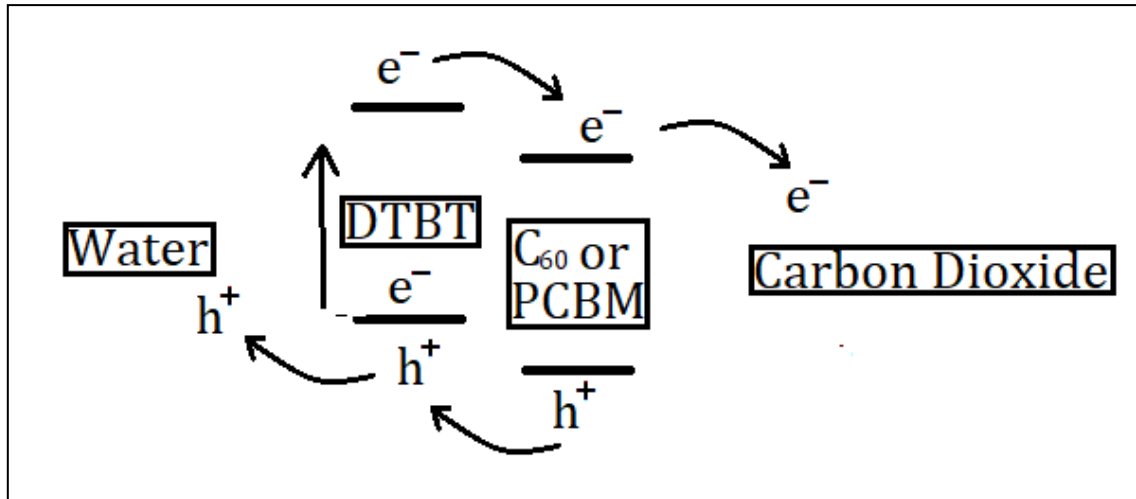 e⁻
e⁻
e⁻
DTBT
Water
C₆₀ or
PCBM
Carbon Dioxide
e⁻
h⁺
h⁺
h⁺